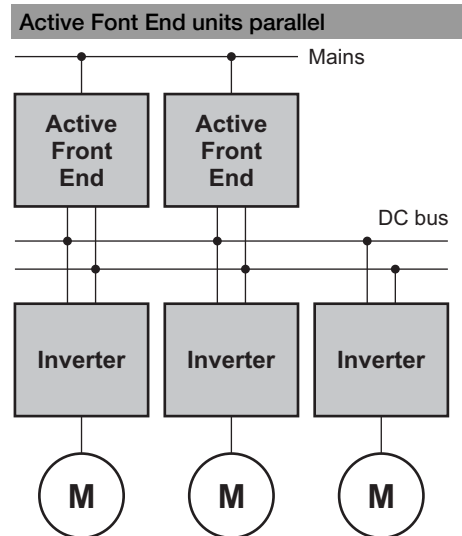 Active Font End units parallel
Mains
Active
Front
End
Active
Front
End
DC bus
Inverter
Inverter
Inverter
M
M
M